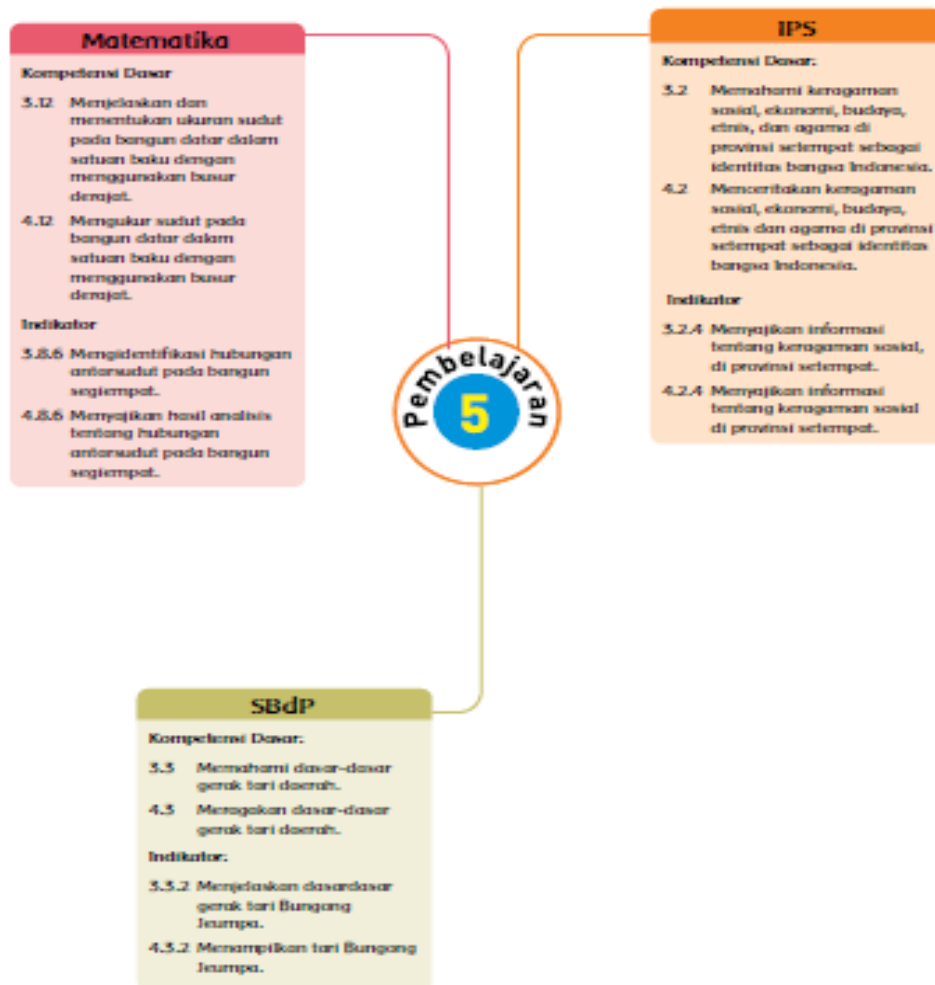 Matematika
Kompetensi Dasar
3.12 Menjelaskan dan
menentukan ukuran sudut
pada bangun datar dalam
satuan baku dengan
menggunakan busur
derajat.
4.12 Mengukur sudut pada
bangun datar dalam
satuan baku dengan
menggunakan busur
derajat.
Indikator
3.8.6 Mengidentifikasi hubungan
antarsudut pada bangun
segiempat.
4.8.6 Menyajikan hasil analisis
tentang hubungan
antarsudut pada bangun
segiempat.
IPS
Kompetensi Dasar:
3.2 Memahami keragaman
sosial, ekonomi, budaya,
etnis, dan agama di
provinsi setempat sebagai
identitas bangsa Indonesia.
4.2 Menceritakan keragaman
sosial, ekonomi, budaya,
etnis dan agama di provinsi
setempat sebagai identitas
bangsa Indonesia.
Indikator
3.2.4 Menyajikan informasi
tentang keragaman sosial,
di provinsi setempat.
4.2.4 Menyajikan informasi
tentang keragaman sosial
di provinsi setempat.
Pembelajaran
5
SBdP
Kompetensi Dasar:
3.3 Memahami dasar-dasar
gerak tari daerah.
4.3 Meragakan dasar-dasar
gerak tari daerah.
Indikator:
3.3.2 Menjelaskan dasardasar
gerak tari Bungong
Jeumpa.
4.3.2 Menampilkan tari Bungong
Jeumpa.